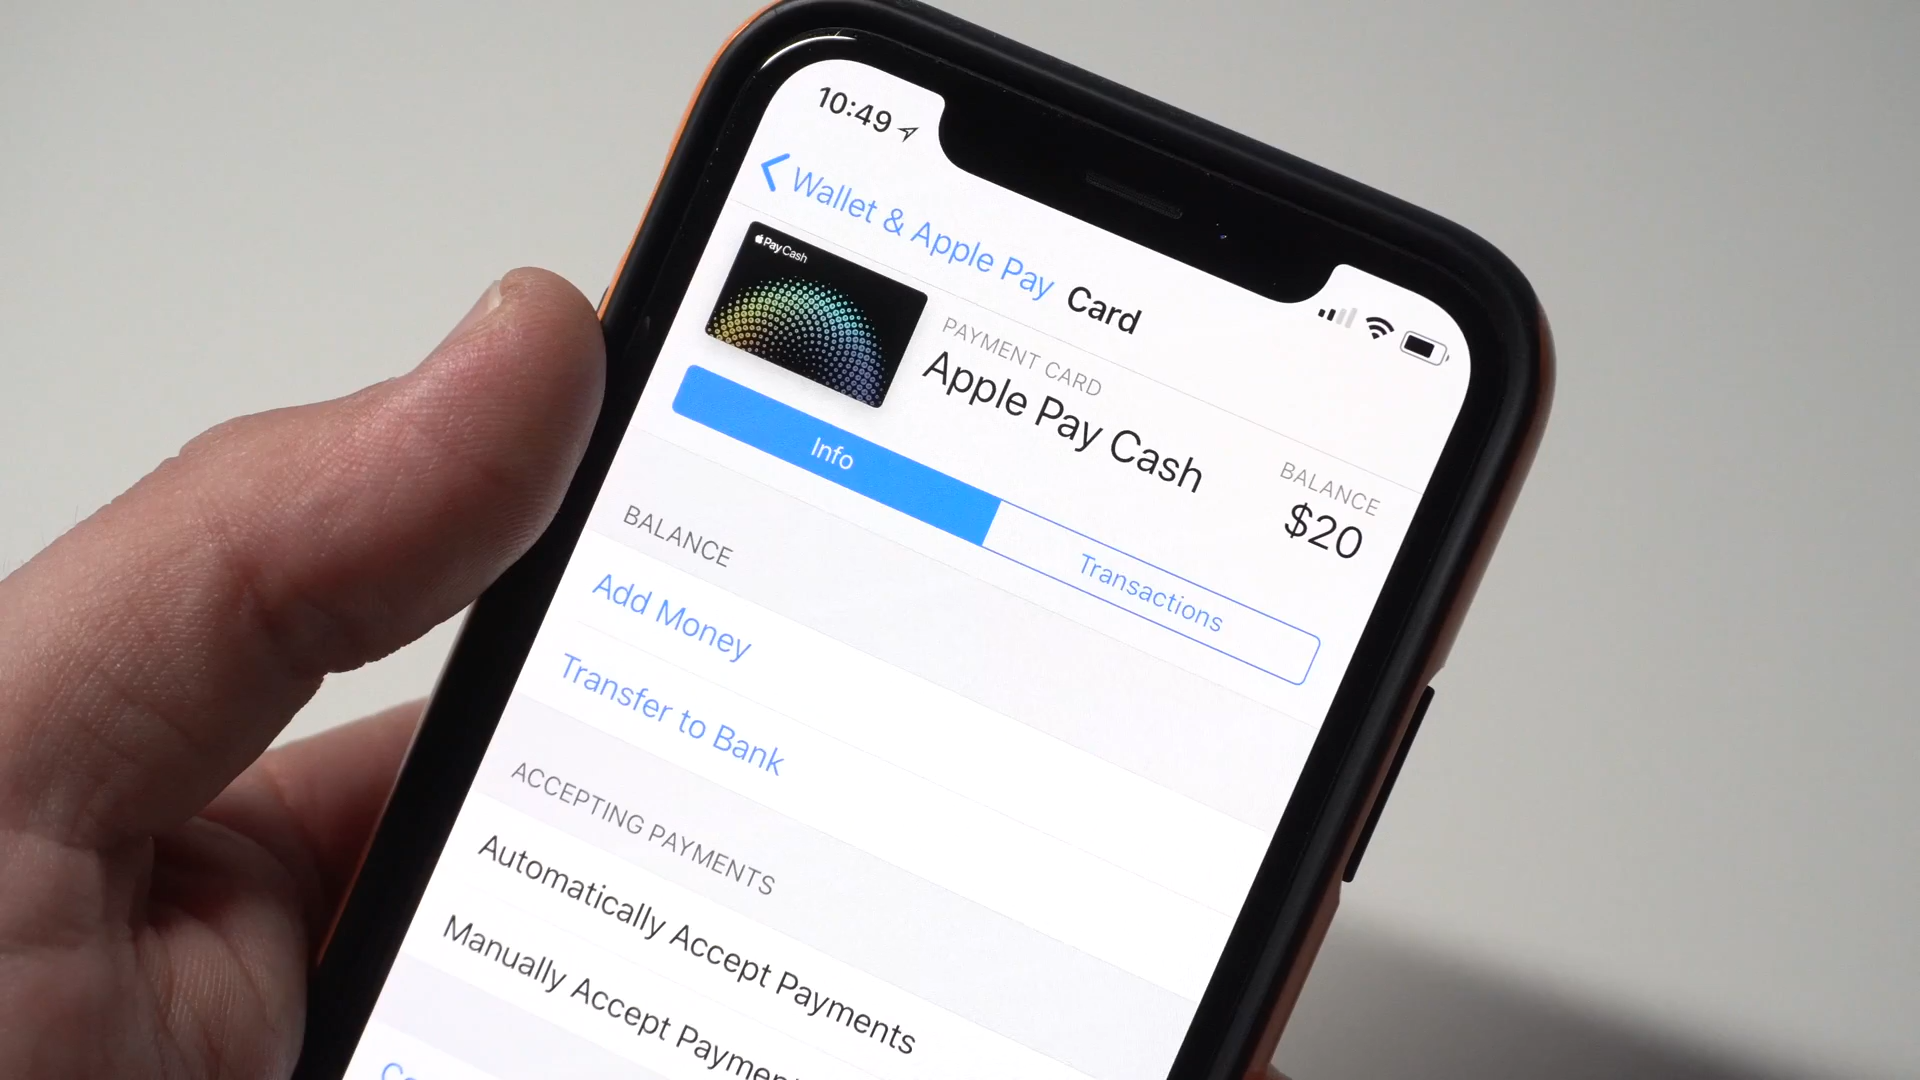 10:49
Wallet & Apple Pay
Card
Pay Cash
PAYMENT CARD
Apple Pay Cash
BALANCE
$20
Info
Transactions
BALANCE
Add Money
Transfer to Bank
ACCEPTING PAYMENTS
Automatically Accept Payments
Manually Accept Paymen